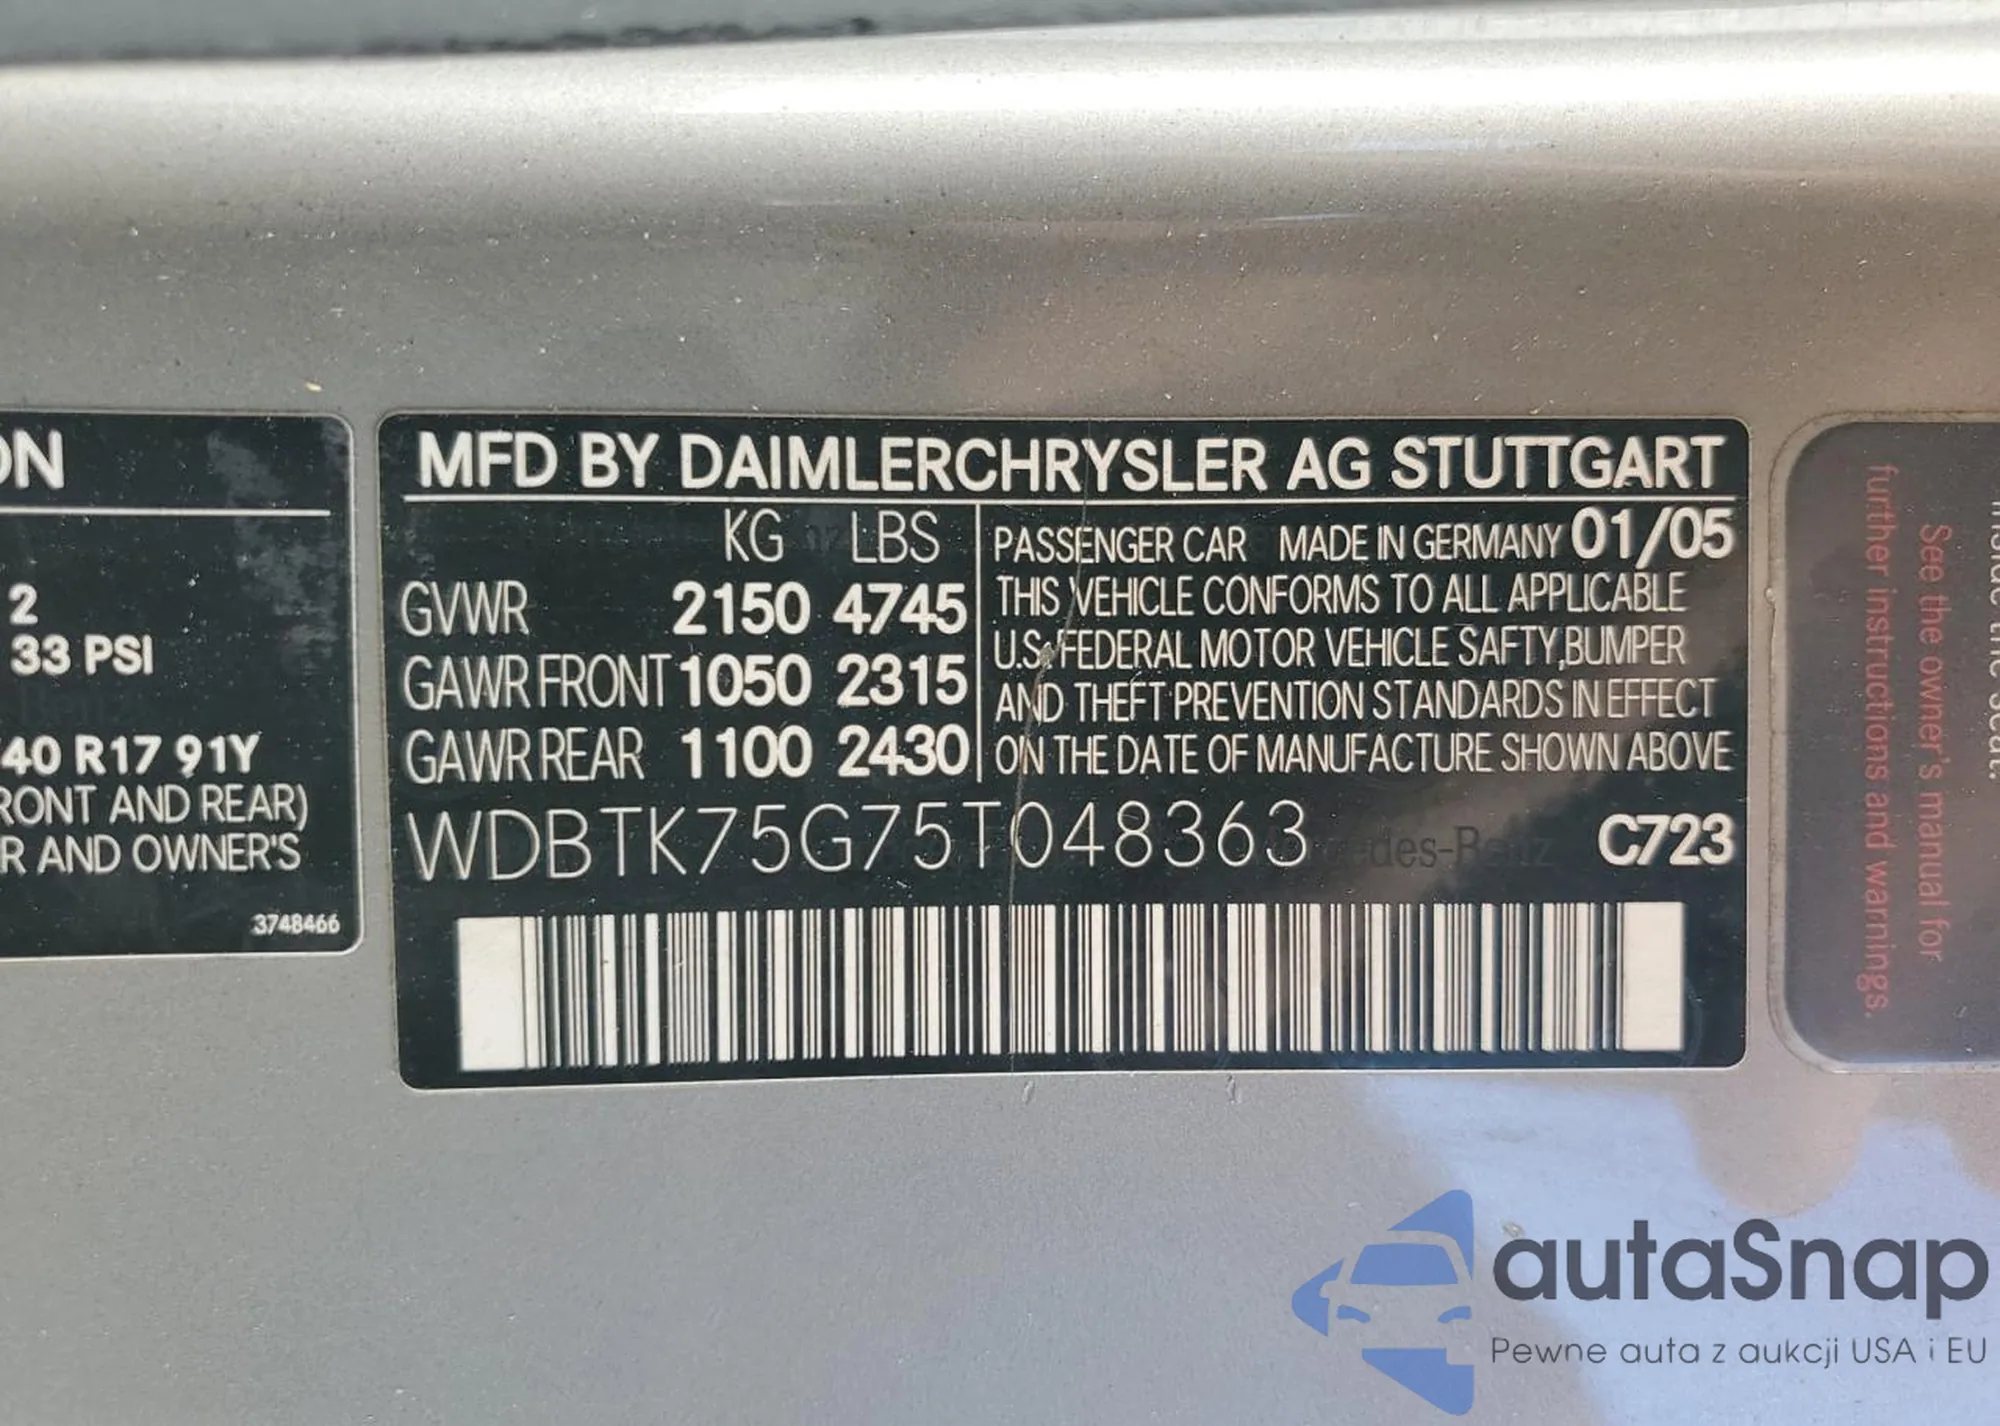 ON
2
33 PSI
40 R17 91Y
RONT AND REAR)
R AND OWNER'S
3748466
MFD BY DAIMLERCHRYSLER AG STUTTGART
KG LBS
GVWR 2150 4745
GAWR FRONT 1050 2315
GAWR REAR 1100 2430
PASSENGER CAR MADE IN GERMANY 01/05
THIS VEHICLE CONFORMS TO ALL APPLICABLE
U.S. FEDERAL MOTOR VEHICLE SAFTY,BUMPER
AND THEFT PREVENTION STANDARDS IN EFFECT
ON THE DATE OF MANUFACTURE SHOWN ABOVE
WDBTK75G75T048363 C723
inside the seat.
See the owner's manual for
further instructions and warnings.
autaSnap
Pewne auta z aukcji USA i EU